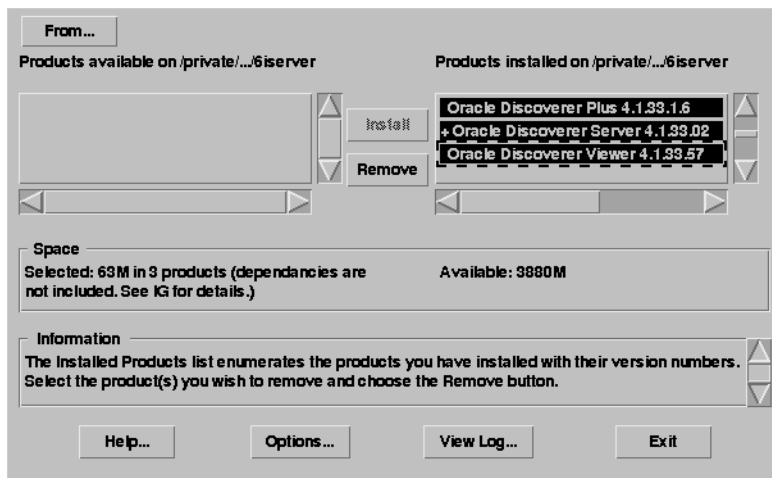 From...
Products available on /private/.../6iserver
Products installed on /private/.../6iserver
Install
Remove
Oracle Discoverer Plus 4.1.33.1.6
+ Oracle Discoverer Server 4.1.33.02
Oracle Discoverer Viewer 4.1.33.57
Space
Selected: 63M in 3 products (dependancies are
not included. See IG for details.)
Available: 3880M
Information
The Installed Products list enumerates the products you have installed with their version numbers.
Select the product(s) you wish to remove and choose the Remove button.
Help...
Options...
View Log...
Exit